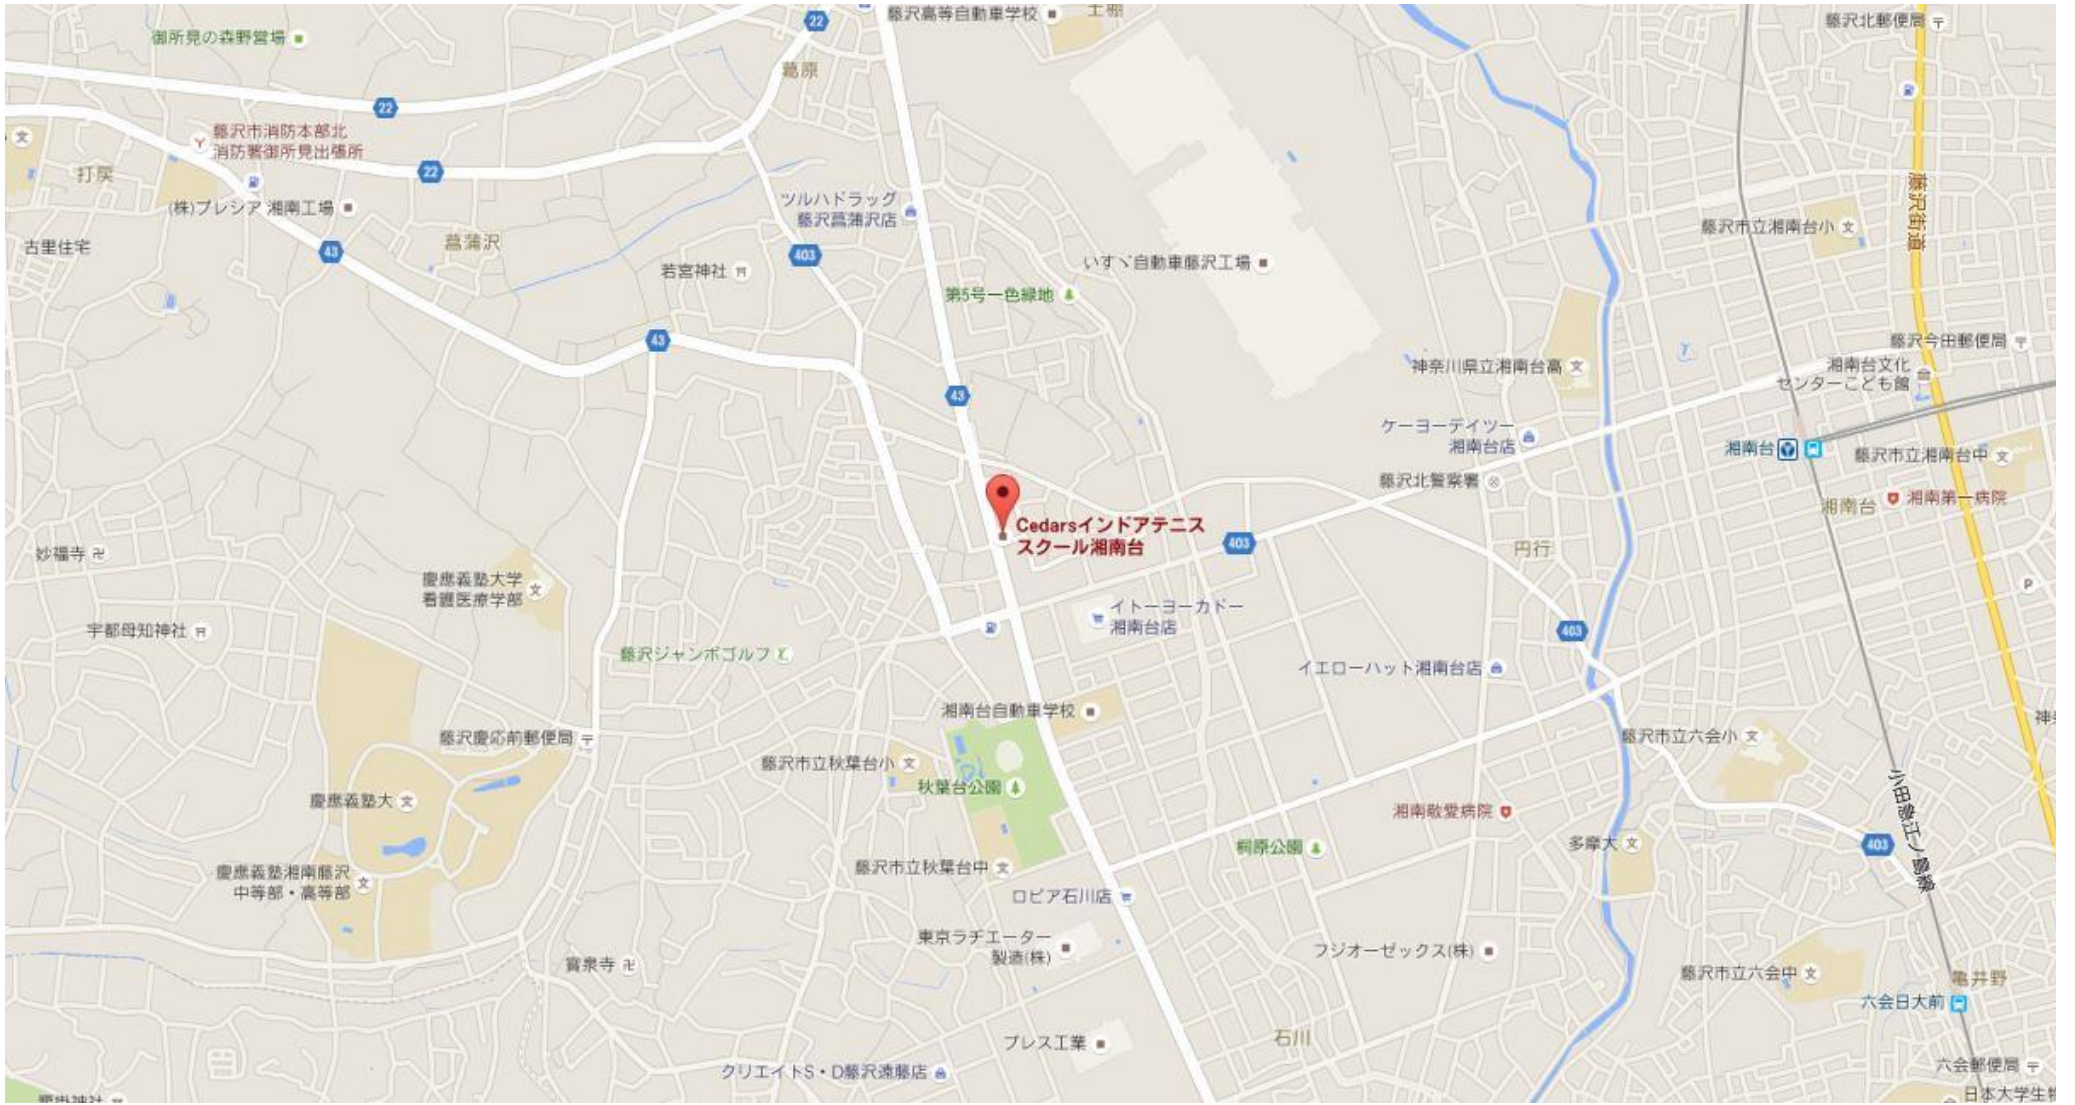 藤沢高等自動車学校
土棚
22
藤沢北郵便局
御所見の森野営場
葛原
22
藤沢市消防本部北
消防署御所見出張所
22
打戻
(株)プレシア 湘南工場
ツルハドラッグ
藤沢菖蒲沢店
藤沢街道
藤沢市立湘南台小
古里住宅
43
菖蒲沢
403
若宮神社
いすゞ自動車藤沢工場
第5号一色緑地
43
藤沢今田郵便局
神奈川県立湘南台高
湘南台文化
センターこども館
43
ケーヨーデイツー
湘南台店
湘南台
藤沢市立湘南台中
藤沢北警察署
湘南台
湘南第一病院
Cedarsインドアテニス
スクール湘南台
403
円行
妙福寺
慶應義塾大学
看護医療学部
P
宇都母知神社
イトーヨーカドー
湘南台店
403
藤沢ジャンボゴルフ
イエローハット湘南台店
湘南台自動車学校
藤沢慶応前郵便局
藤沢市立六会小
神奈
藤沢市立秋葉台小
秋葉台公園
慶應義塾大
湘南敬愛病院
小田急江ノ島線
桐原公園
多摩大
403
慶應義塾湘南藤沢
中等部・高等部
藤沢市立秋葉台中
ロピア石川店
東京ラヂエーター
製造(株)
フジオーゼックス(株)
寳泉寺
藤沢市立六会中
亀井野
六会日大前
石川
プレス工業
クリエイトS・D藤沢遠藤店
六会郵便局
日本大学生物